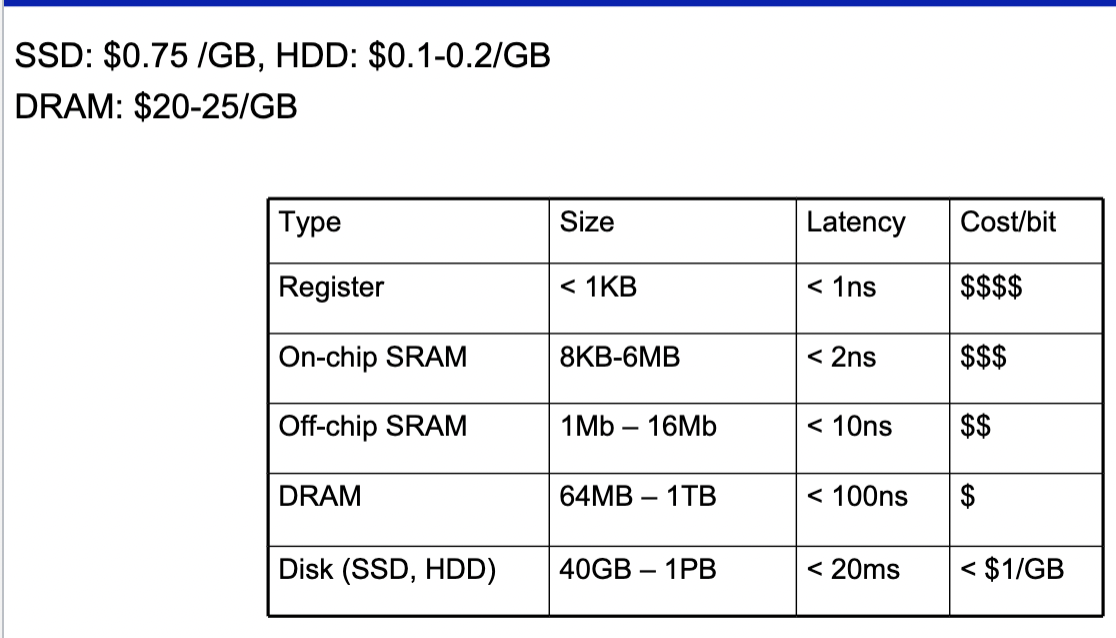 SSD: $0.75 /GB, HDD: $0.1-0.2/GB
DRAM: $20-25/GB
Type Size Latency Cost/bit
Register < 1KB < 1ns $$$$
On-chip SRAM 8KB-6MB < 2ns $$$
Off-chip SRAM 1Mb – 16Mb < 10ns $$
DRAM 64MB – 1TB < 100ns $
Disk (SSD, HDD) 40GB – 1PB < 20ms < $1/GB